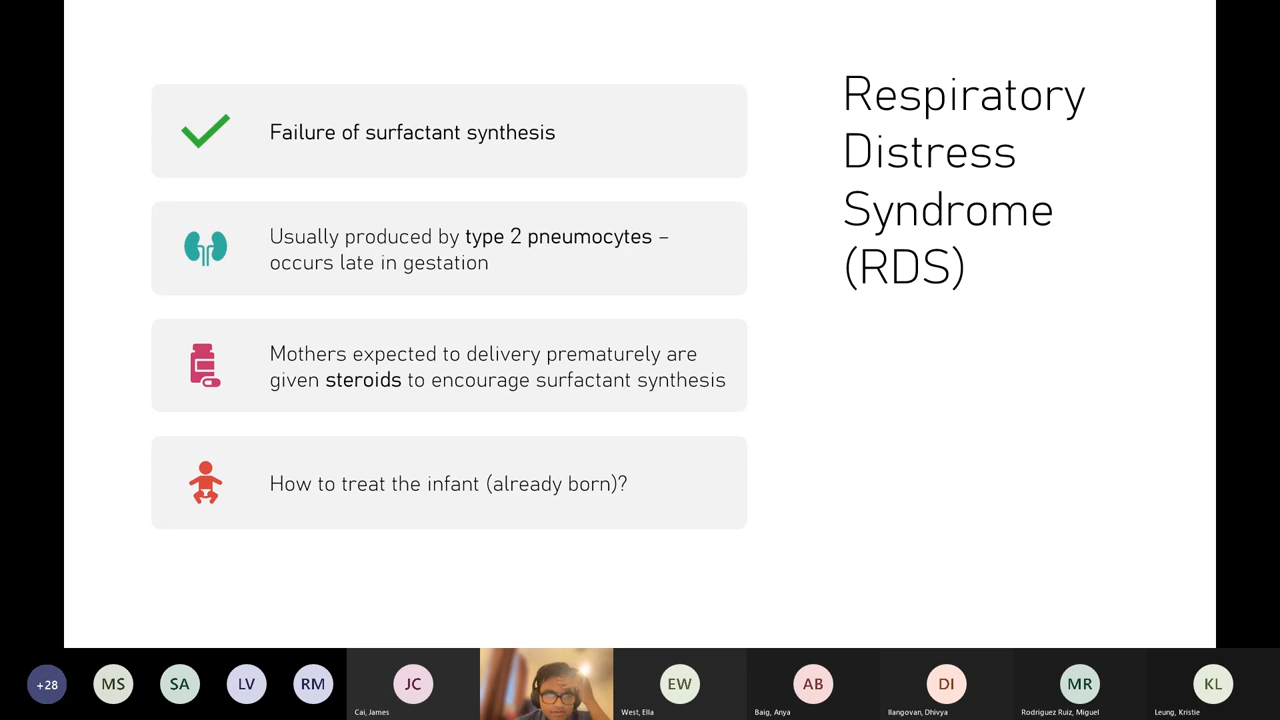 Respiratory
Distress
Syndrome
(RDS)
Failure of surfactant synthesis
Usually produced by type 2 pneumocytes –
occurs late in gestation
Mothers expected to delivery prematurely are
given steroids to encourage surfactant synthesis
How to treat the infant (already born)?
+28
MS
SA
LV
RM
JC
Cai, James
EW
West, Ella
AB
Baig, Anya
DI
Ilangovan, Dhivya
MR
Rodriguez Ruiz, Miguel
KL
Leung, Kristie